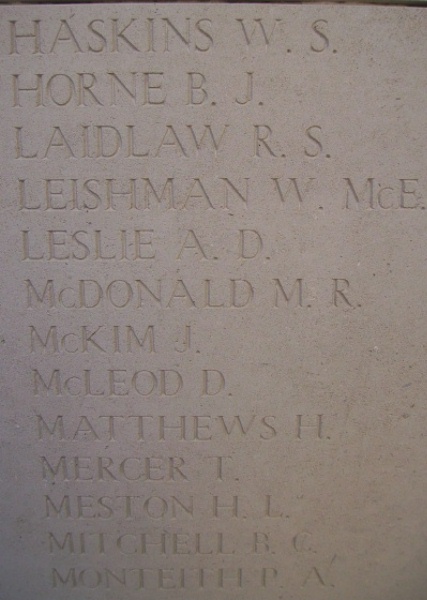 HASKINS W. S.
HORNE B. J.
LAIDLAW R. S.
LEISHMAN W. McE.
LESLIE A. D.
McDONALD M. R.
McKIM J.
McLEOD D.
MATTHEWS H.
MERCER T.
MESTON H. L.
MITCHELL B. C.
MONTEITH P. A.